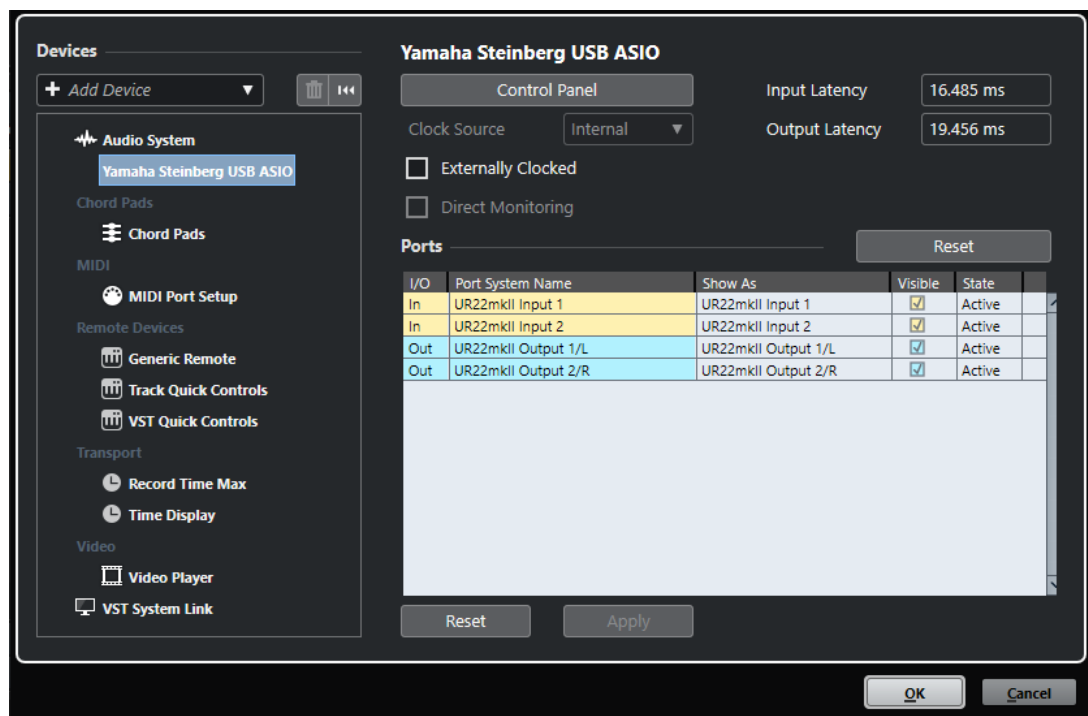 Devices
Add Device
Audio System
Yamaha Steinberg USB ASIO
Chord Pads
Chord Pads
MIDI
MIDI Port Setup
Remote Devices
Generic Remote
Track Quick Controls
VST Quick Controls
Transport
Record Time Max
Time Display
Video
Video Player
VST System Link
Yamaha Steinberg USB ASIO
Control Panel
Input Latency 16.485 ms
Clock Source Internal
Output Latency 19.456 ms
Externally Clocked
Direct Monitoring
Ports
Reset
I/O Port System Name Show As Visible State
In UR22mkII Input 1 UR22mkII Input 1 Active
In UR22mkII Input 2 UR22mkII Input 2 Active
Out UR22mkII Output 1/L UR22mkII Output 1/L Active
Out UR22mkII Output 2/R UR22mkII Output 2/R Active
Reset Apply
OK Cancel